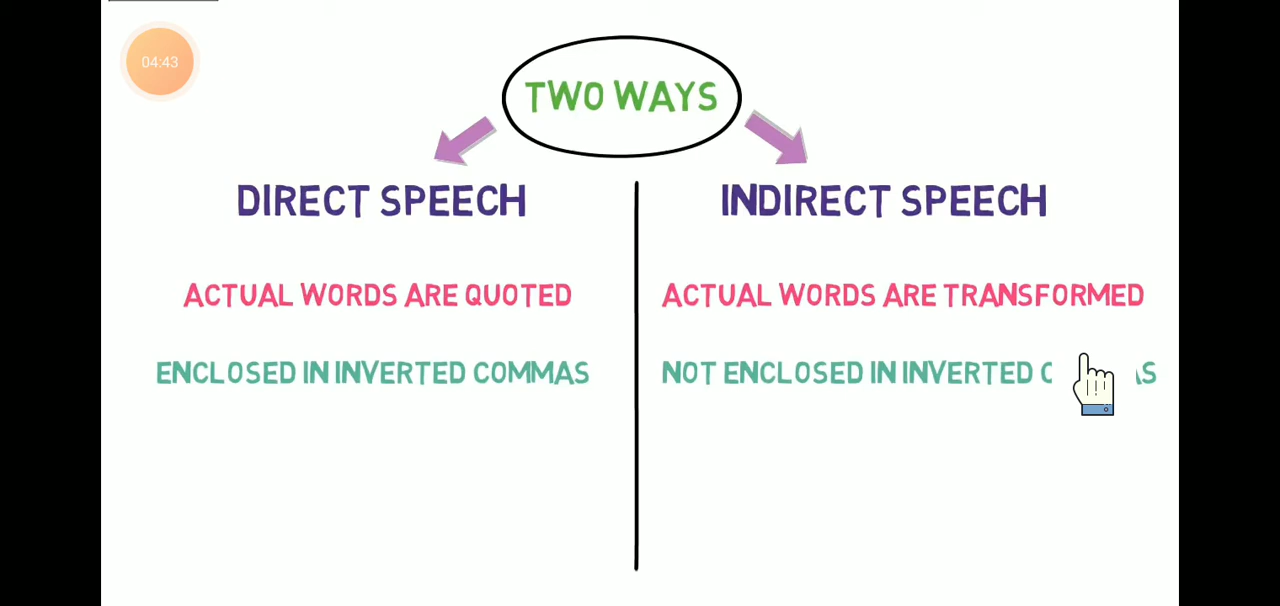 04:43
TWO WAYS
DIRECT SPEECH
INDIRECT SPEECH
ACTUAL WORDS ARE QUOTED
ACTUAL WORDS ARE TRANSFORMED
ENCLOSED IN INVERTED COMMAS
NOT ENCLOSED IN INVERTED